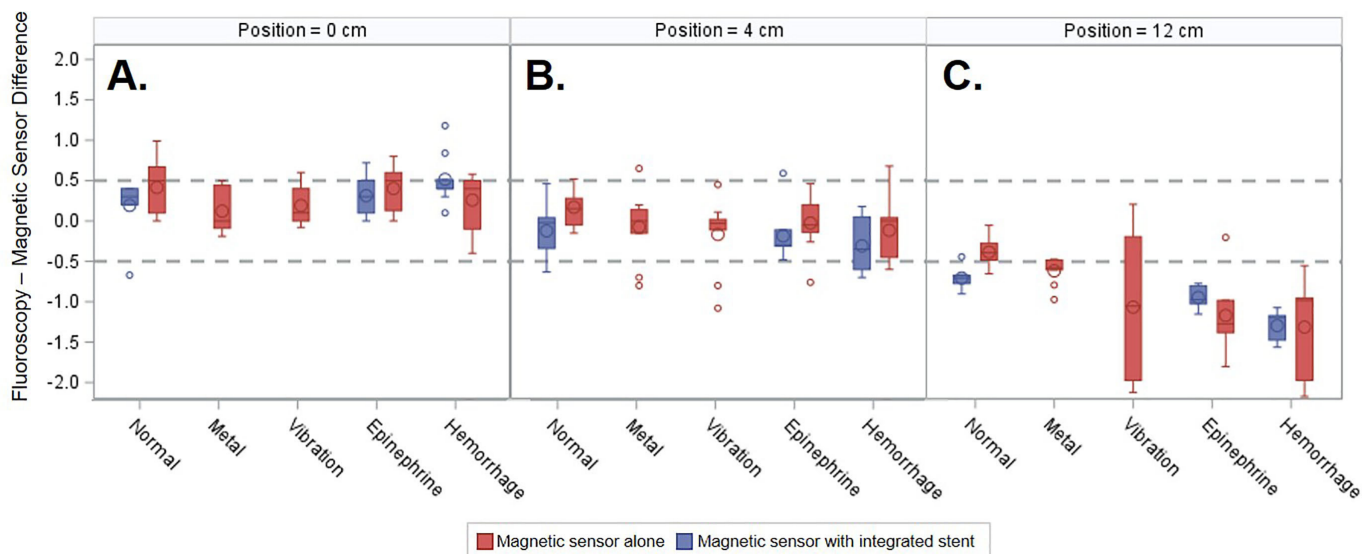 Position = 0 cm
Position = 4 cm
Position = 12 cm
Fluoroscopy – Magnetic Sensor Difference
A.
B.
C.
2.0
1.5
1.0
0.5
0.0
-0.5
-1.0
-1.5
-2.0
Normal
Metal
Vibration
Epinephrine
Hemorrhage
Normal
Metal
Vibration
Epinephrine
Hemorrhage
Normal
Metal
Vibration
Epinephrine
Hemorrhage
Magnetic sensor alone
Magnetic sensor with integrated stent